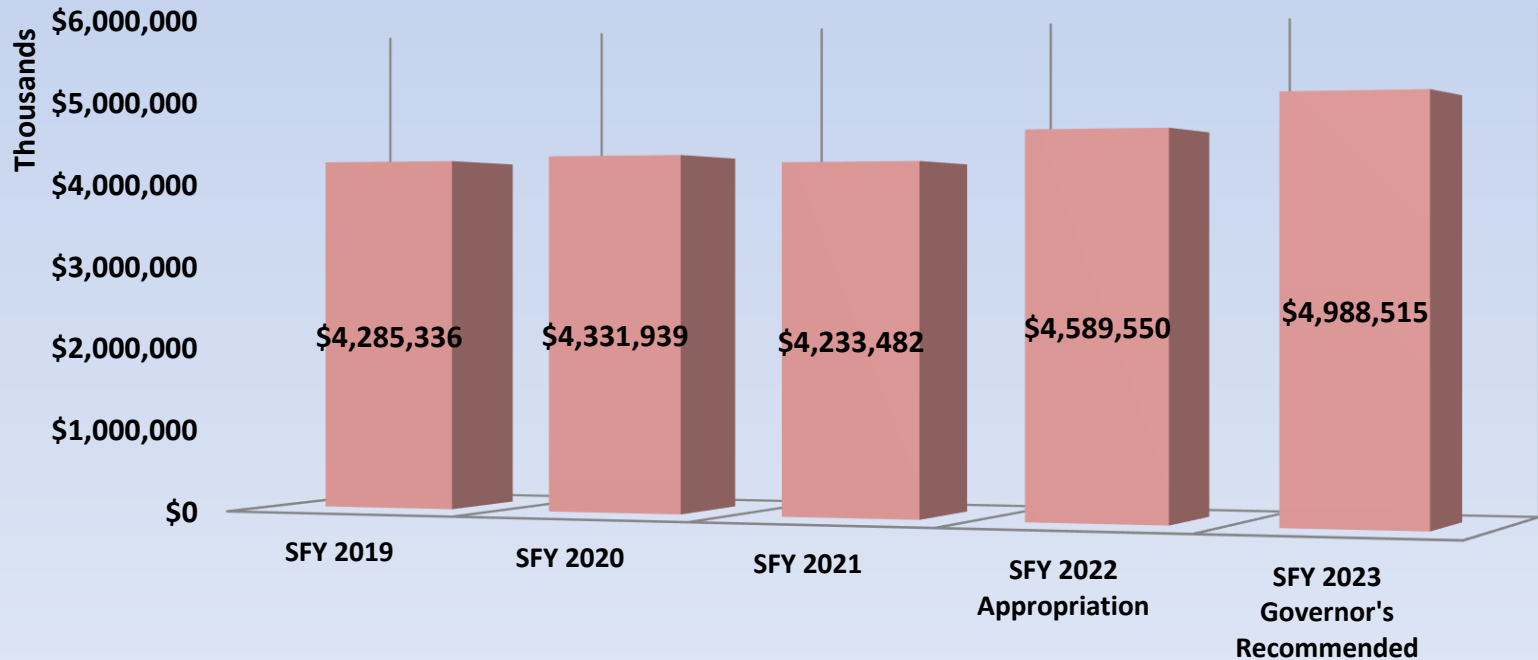 Thousands
$6,000,000
$5,000,000
$4,000,000
$3,000,000
$2,000,000
$1,000,000
$0
$4,285,336
$4,331,939
$4,233,482
$4,589,550
$4,988,515
SFY 2019
SFY 2020
SFY 2021
SFY 2022
Appropriation
SFY 2023
Governor's
Recommended